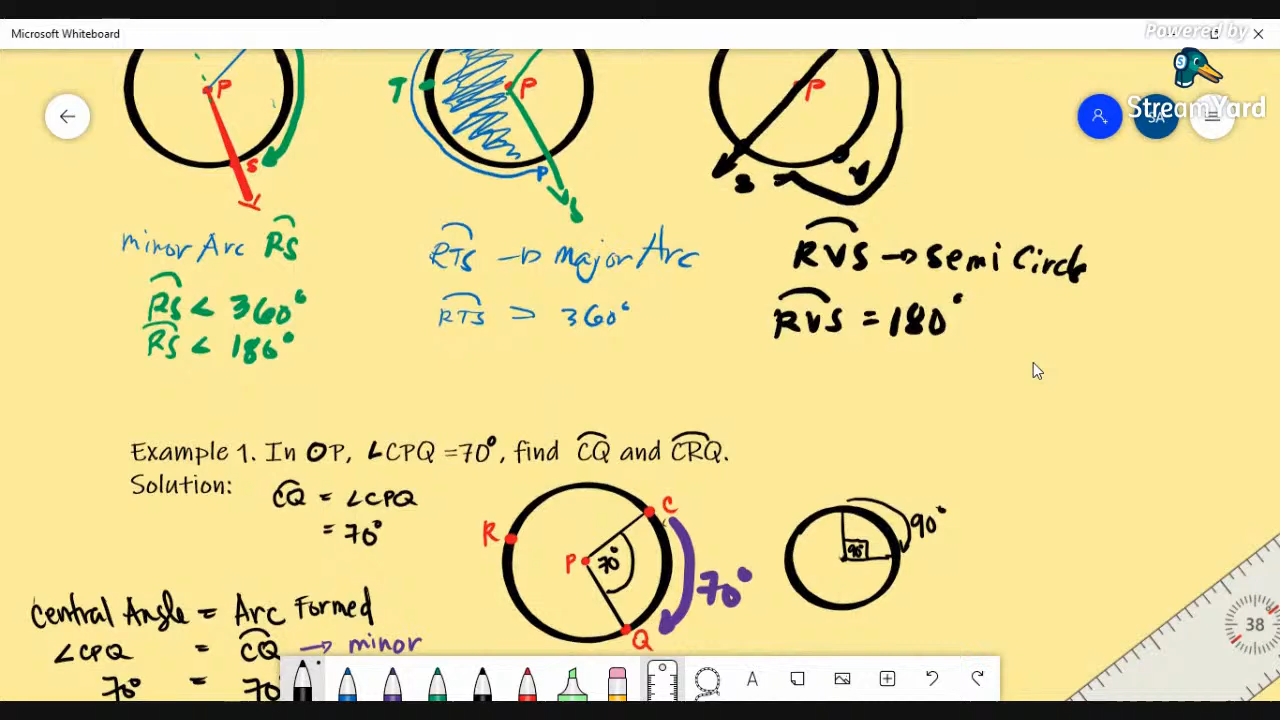 Microsoft Whiteboard
Powered by
StreamYard
SA
P
S
T
P
P
S
P
V
S
minor Arc RS
RS < 360°
RS < 180°
RTS → Major Arc
RTS > 360°
RVS → Semi Circle
RVS = 180°
Example 1. In ⊙P, ∠CPQ =70°, find CQ and CRQ.
Solution:
CQ = ∠CPQ
= 70°
R
C
P
70°
Q
70°
90°
90°
Central Angle = Arc Formed
∠CPQ = CQ → minor
70° = 70
38
A